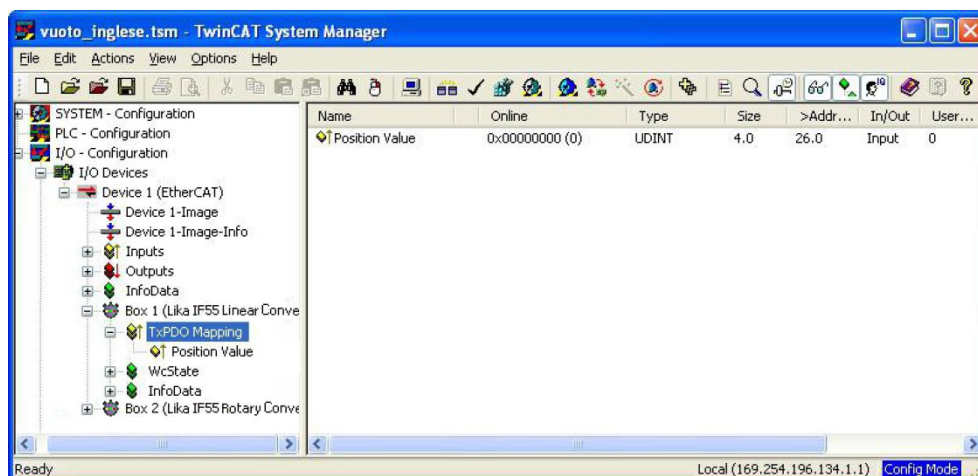 vuoto_inglese.tsm - TwinCAT System Manager
File Edit Actions View Options Help
SYSTEM - Configuration
PLC - Configuration
I/O - Configuration
I/O Devices
Device 1 (EtherCAT)
Device 1-Image
Device 1-Image-Info
Inputs
Outputs
InfoData
Box 1 (Lika IF55 Linear Conve
TxPDO Mapping
Position Value
WcState
InfoData
Box 2 (Lika IF55 Rotary Conve
Name Online Type Size >Addr... In/Out User...
Position Value 0x00000000 (0) UDINT 4.0 26.0 Input 0
Ready Local (169.254.196.134.1.1) Config Mode